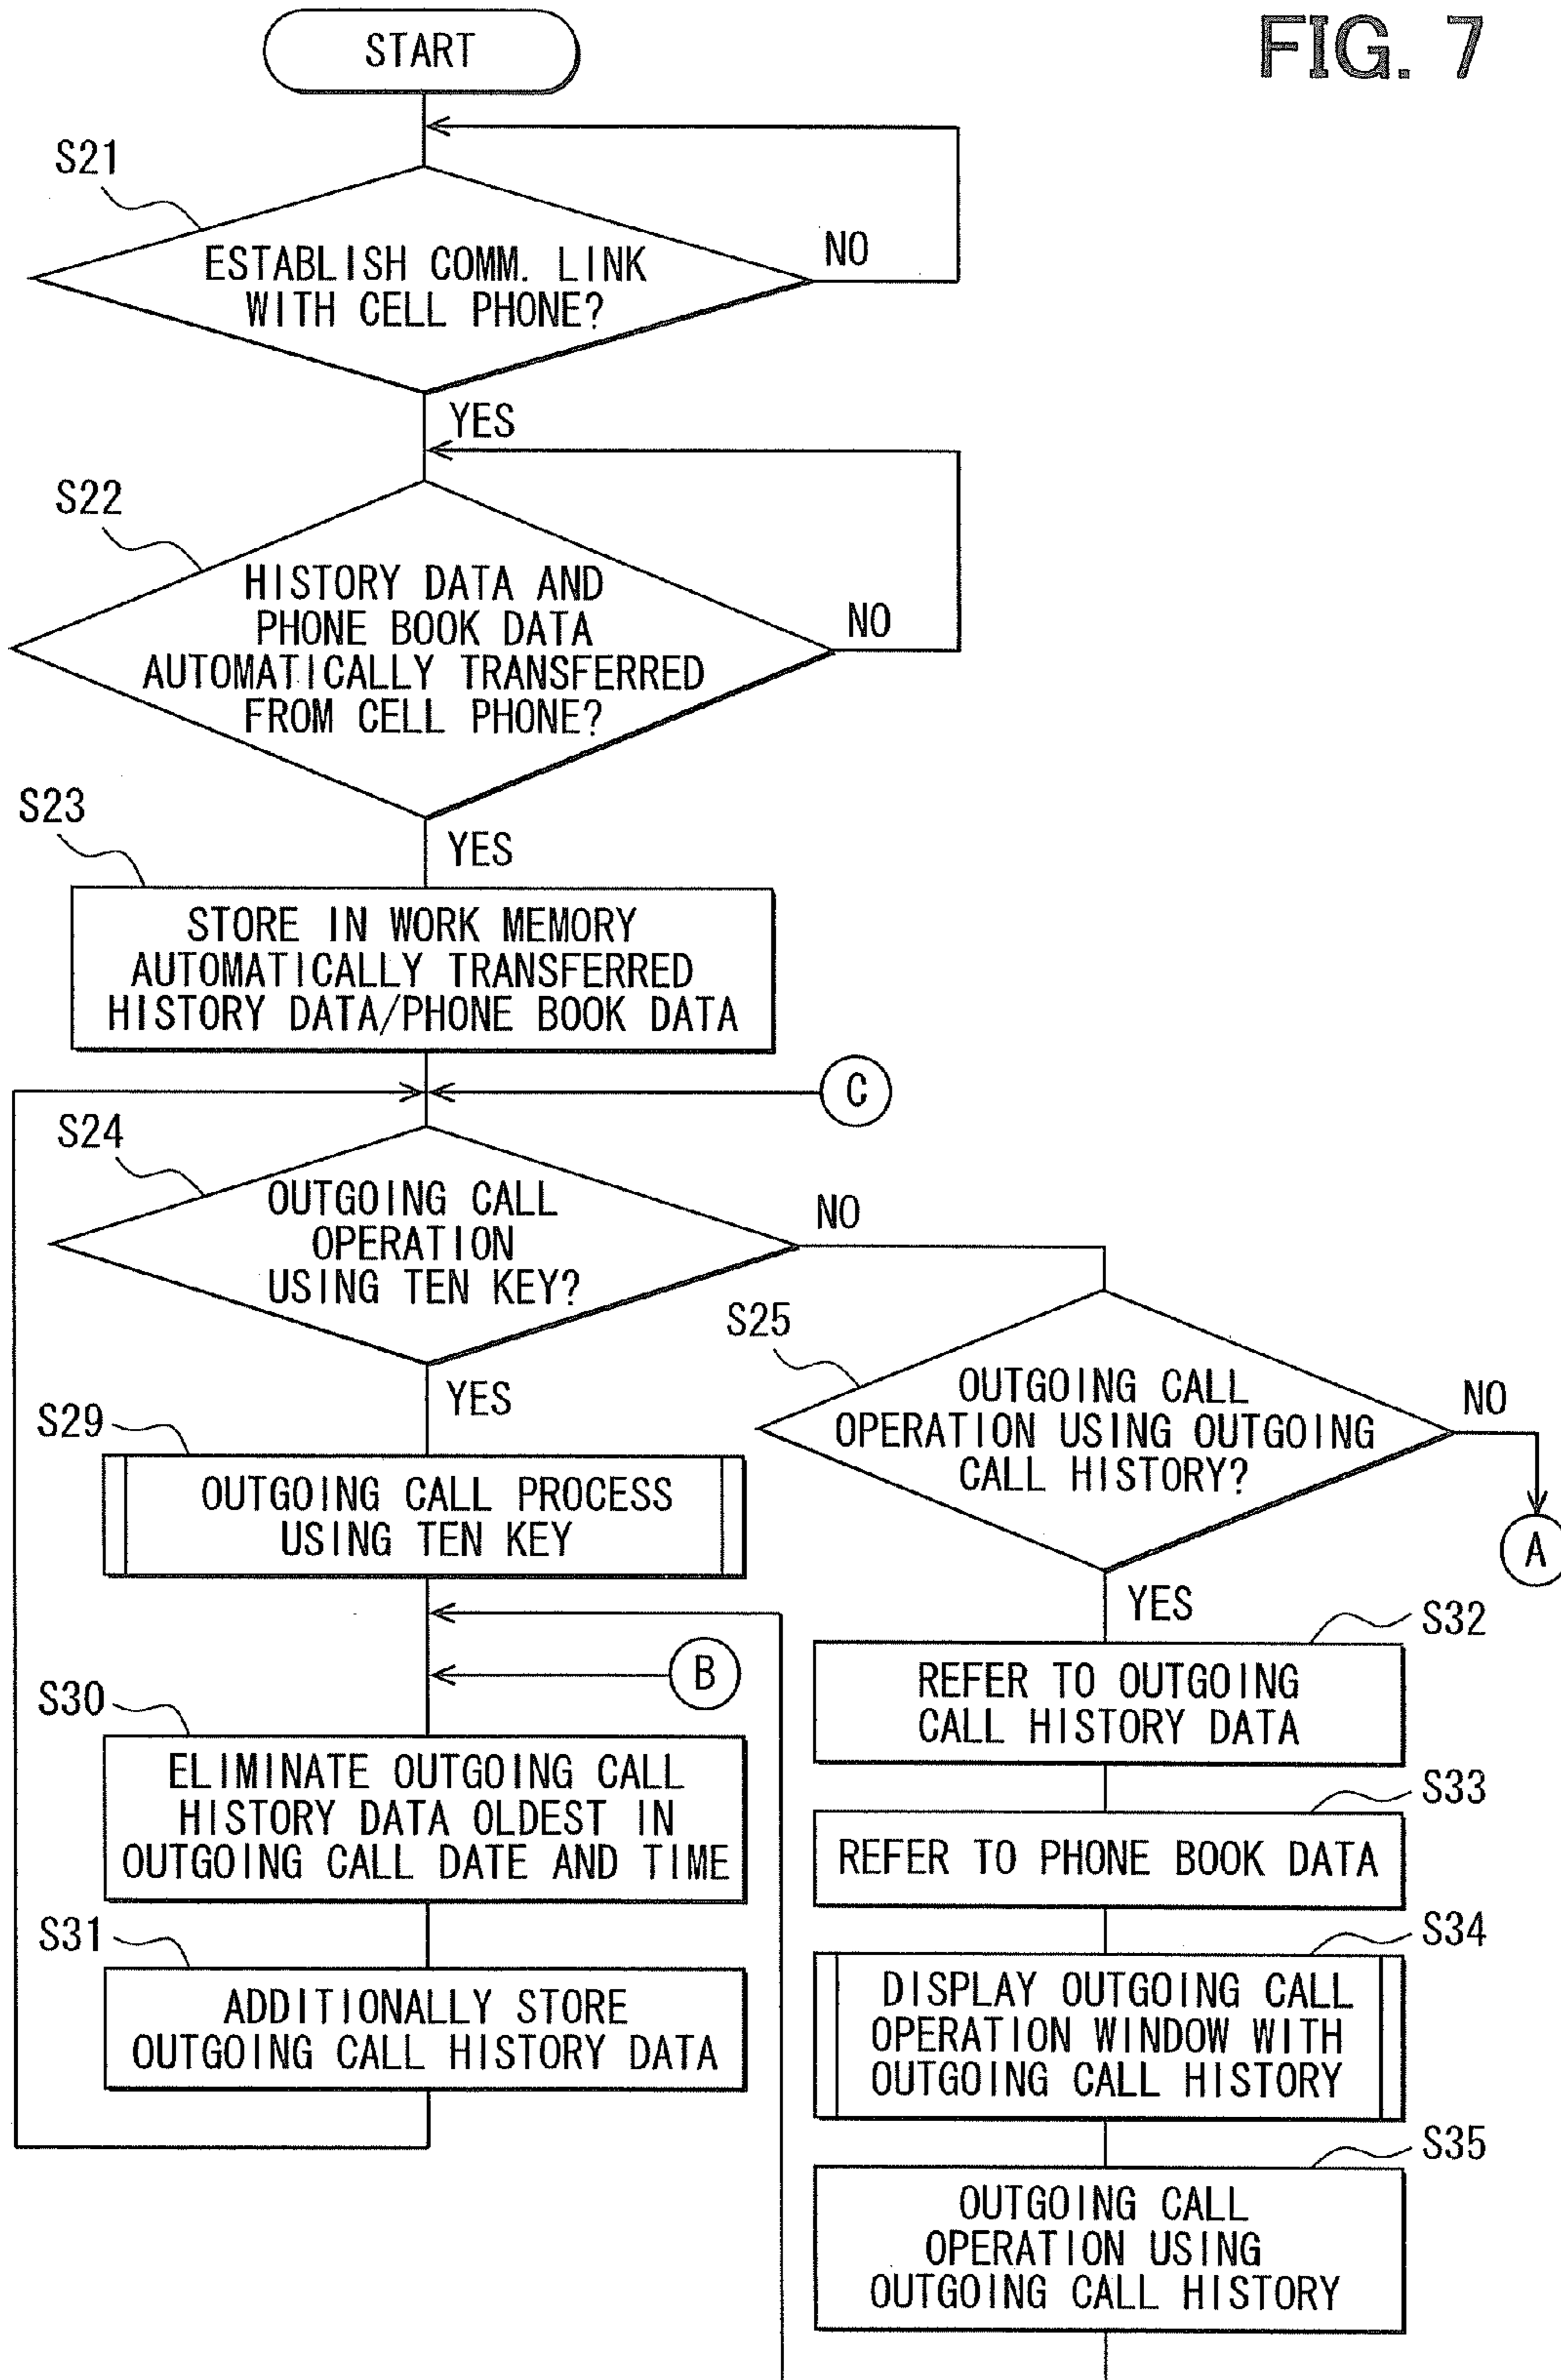 FIG. 7
START
S21
ESTABLISH COMM. LINK
WITH CELL PHONE?
NO
YES
S22
HISTORY DATA AND
PHONE BOOK DATA
AUTOMATICALLY TRANSFERRED
FROM CELL PHONE?
NO
YES
S23
STORE IN WORK MEMORY
AUTOMATICALLY TRANSFERRED
HISTORY DATA/PHONE BOOK DATA
C
S24
OUTGOING CALL
OPERATION
USING TEN KEY?
NO
YES
S25
OUTGOING CALL
OPERATION USING OUTGOING
CALL HISTORY?
NO
A
YES
S29
OUTGOING CALL PROCESS
USING TEN KEY
B
S30
ELIMINATE OUTGOING CALL
HISTORY DATA OLDEST IN
OUTGOING CALL DATE AND TIME
S31
ADDITIONALLY STORE
OUTGOING CALL HISTORY DATA
S32
REFER TO OUTGOING
CALL HISTORY DATA
S33
REFER TO PHONE BOOK DATA
S34
DISPLAY OUTGOING CALL
OPERATION WINDOW WITH
OUTGOING CALL HISTORY
S35
OUTGOING CALL
OPERATION USING
OUTGOING CALL HISTORY